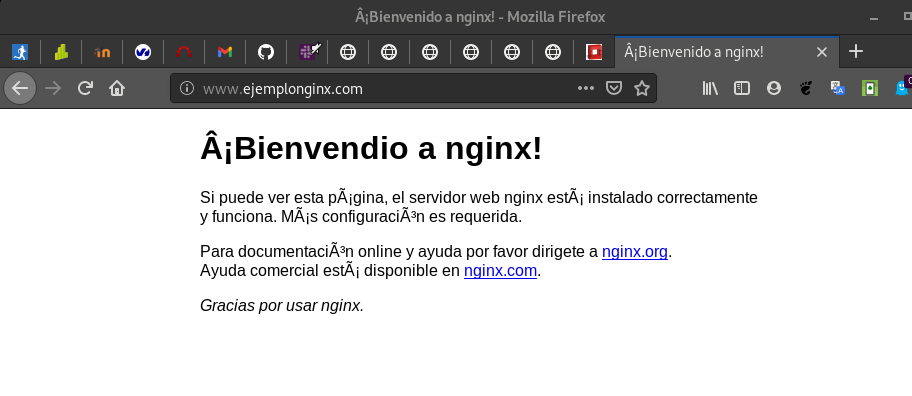 Â¡Bienvenido a nginx! - Mozilla Firefox
Â¡Bienvenido a nginx!
www.ejemplonginx.com
Â¡Bienvendio a nginx!
Si puede ver esta pÃ¡gina, el servidor web nginx estÃ¡ instalado correctamente
y funciona. MÃ¡s configuraciÃ³n es requerida.
Para documentaciÃ³n online y ayuda por favor dirigete a nginx.org.
Ayuda comercial estÃ¡ disponible en nginx.com.
Gracias por usar nginx.